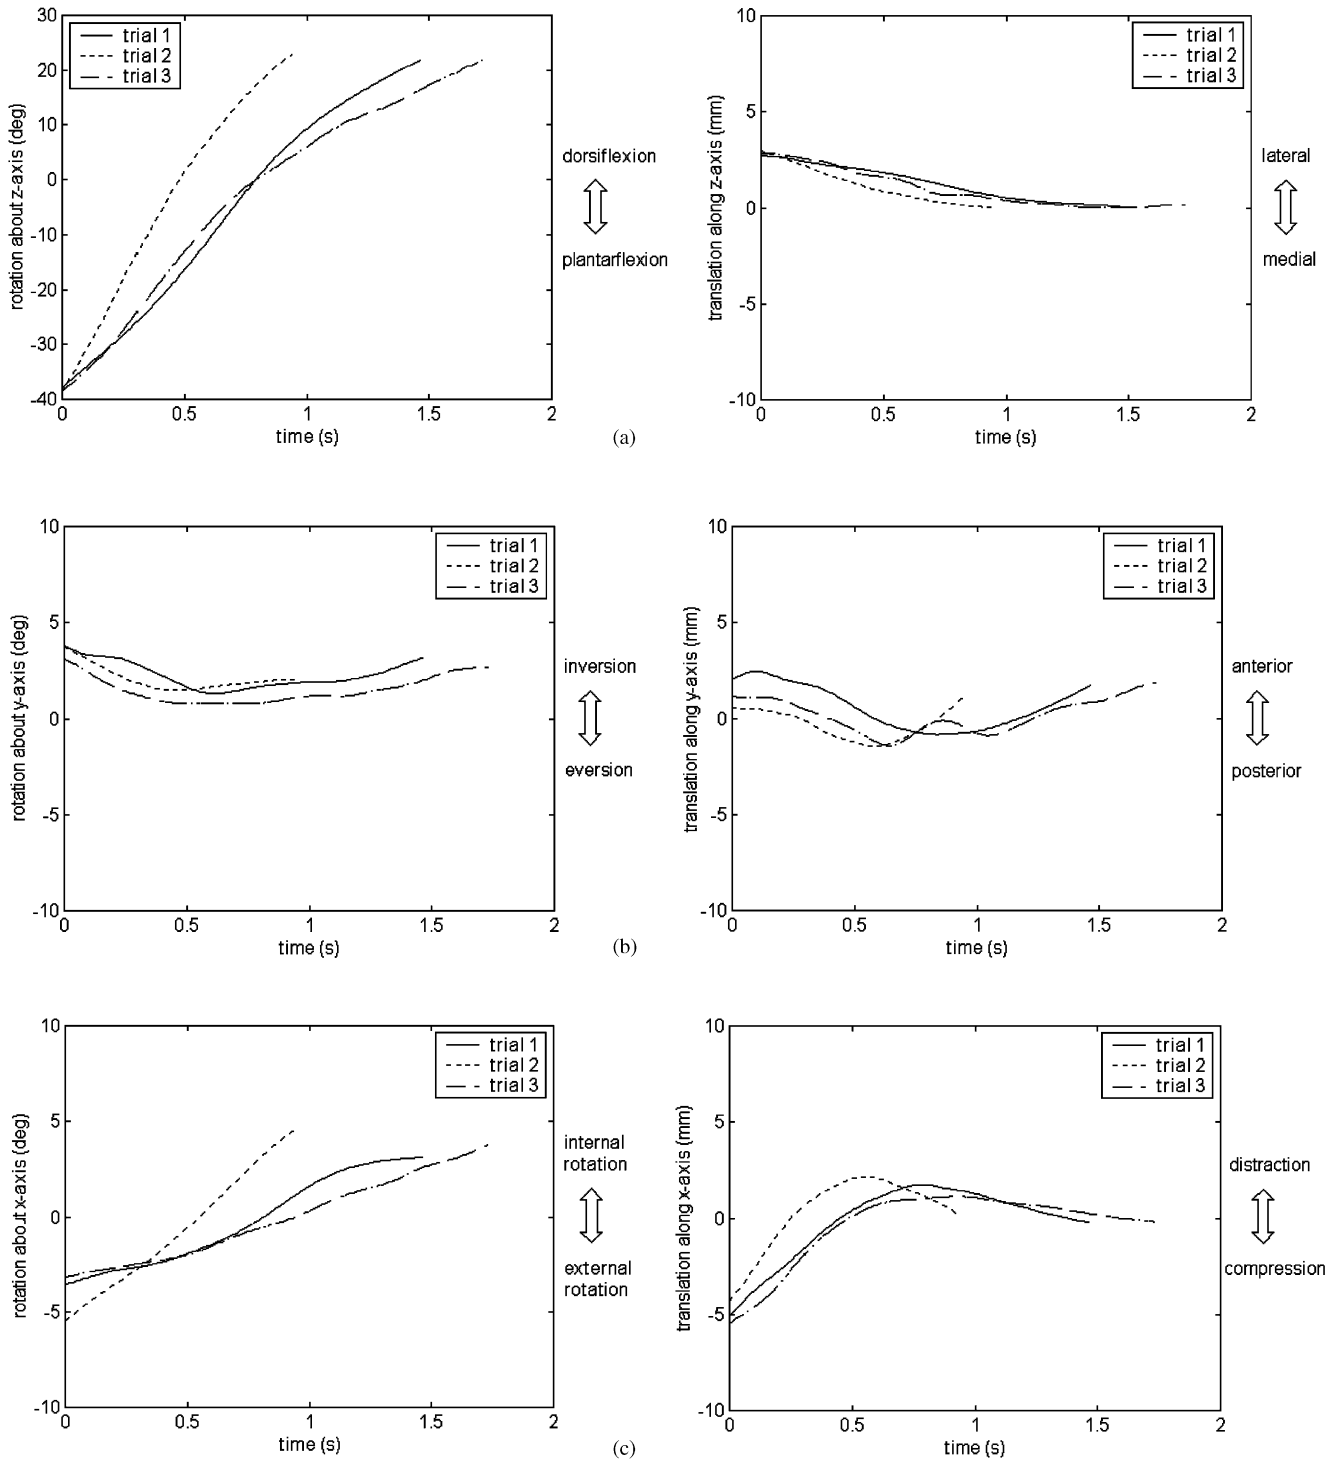 30
20
10
0
-10
-20
-30
-40
rotation about z-axis (deg)
trial 1
trial 2
trial 3
0
0.5
1
1.5
2
time (s)
dorsiflexion
plantarflexion
(a)
10
5
0
-5
-10
translation along z-axis (mm)
trial 1
trial 2
trial 3
0
0.5
1
1.5
2
time (s)
lateral
medial
10
5
0
-5
-10
rotation about y-axis (deg)
trial 1
trial 2
trial 3
0
0.5
1
1.5
2
time (s)
inversion
eversion
(b)
10
5
0
-5
-10
translation along y-axis (mm)
trial 1
trial 2
trial 3
0
0.5
1
1.5
2
time (s)
anterior
posterior
10
5
0
-5
-10
rotation about x-axis (deg)
trial 1
trial 2
trial 3
0
0.5
1
1.5
2
time (s)
internal
rotation
external
rotation
(c)
10
5
0
-5
-10
translation along x-axis (mm)
trial 1
trial 2
trial 3
0
0.5
1
1.5
2
time (s)
distraction
compression